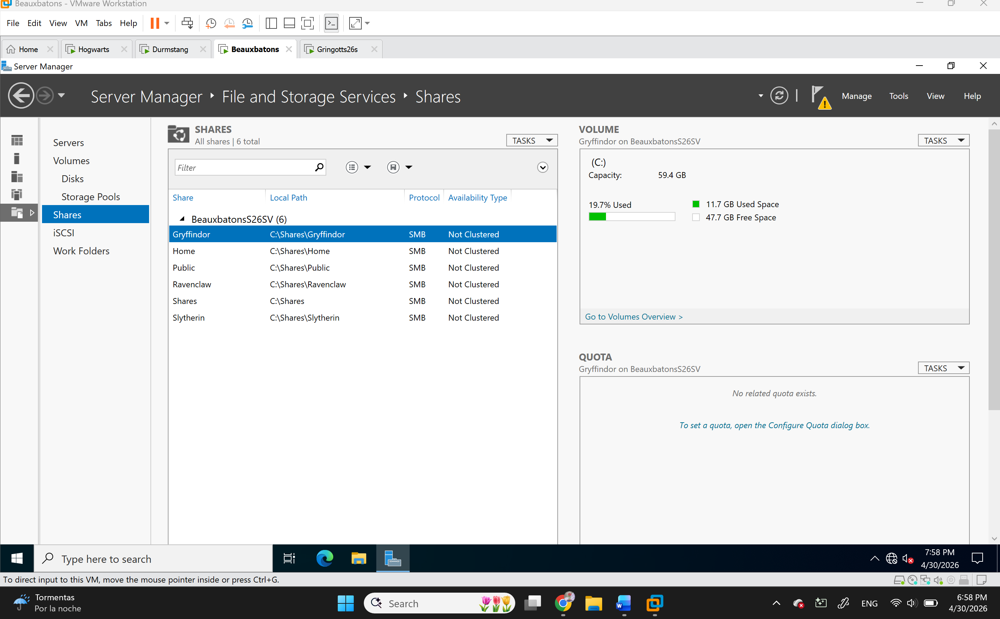 Beauxbatons - VMware Workstation
File Edit View VM Tabs Help
Home Hogwarts Durmstang Beauxbatons Gringotts26s
Server Manager
Server Manager File and Storage Services Shares
Manage Tools View Help
Servers
Volumes
Disks
Storage Pools
Shares
iSCSI
Work Folders
SHARES
All shares | 6 total
TASKS
Filter
Share Local Path Protocol Availability Type
BeauxbatonsS26SV (6)
Gryffindor C:\Shares\Gryffindor SMB Not Clustered
Home C:\Shares\Home SMB Not Clustered
Public C:\Shares\Public SMB Not Clustered
Ravenclaw C:\Shares\Ravenclaw SMB Not Clustered
Shares C:\Shares SMB Not Clustered
Slytherin C:\Shares\Slytherin SMB Not Clustered
VOLUME
Gryffindor on BeauxbatonsS26SV
TASKS
(C:)
Capacity: 59.4 GB
19.7% Used
11.7 GB Used Space
47.7 GB Free Space
Go to Volumes Overview >
QUOTA
Gryffindor on BeauxbatonsS26SV
TASKS
No related quota exists.
To set a quota, open the Configure Quota dialog box.
Type here to search
7:58 PM
4/30/2026
To direct input to this VM, move the mouse pointer inside or press Ctrl+G.
Tormentas
Por la noche
Search
ENG
6:58 PM
4/30/2026